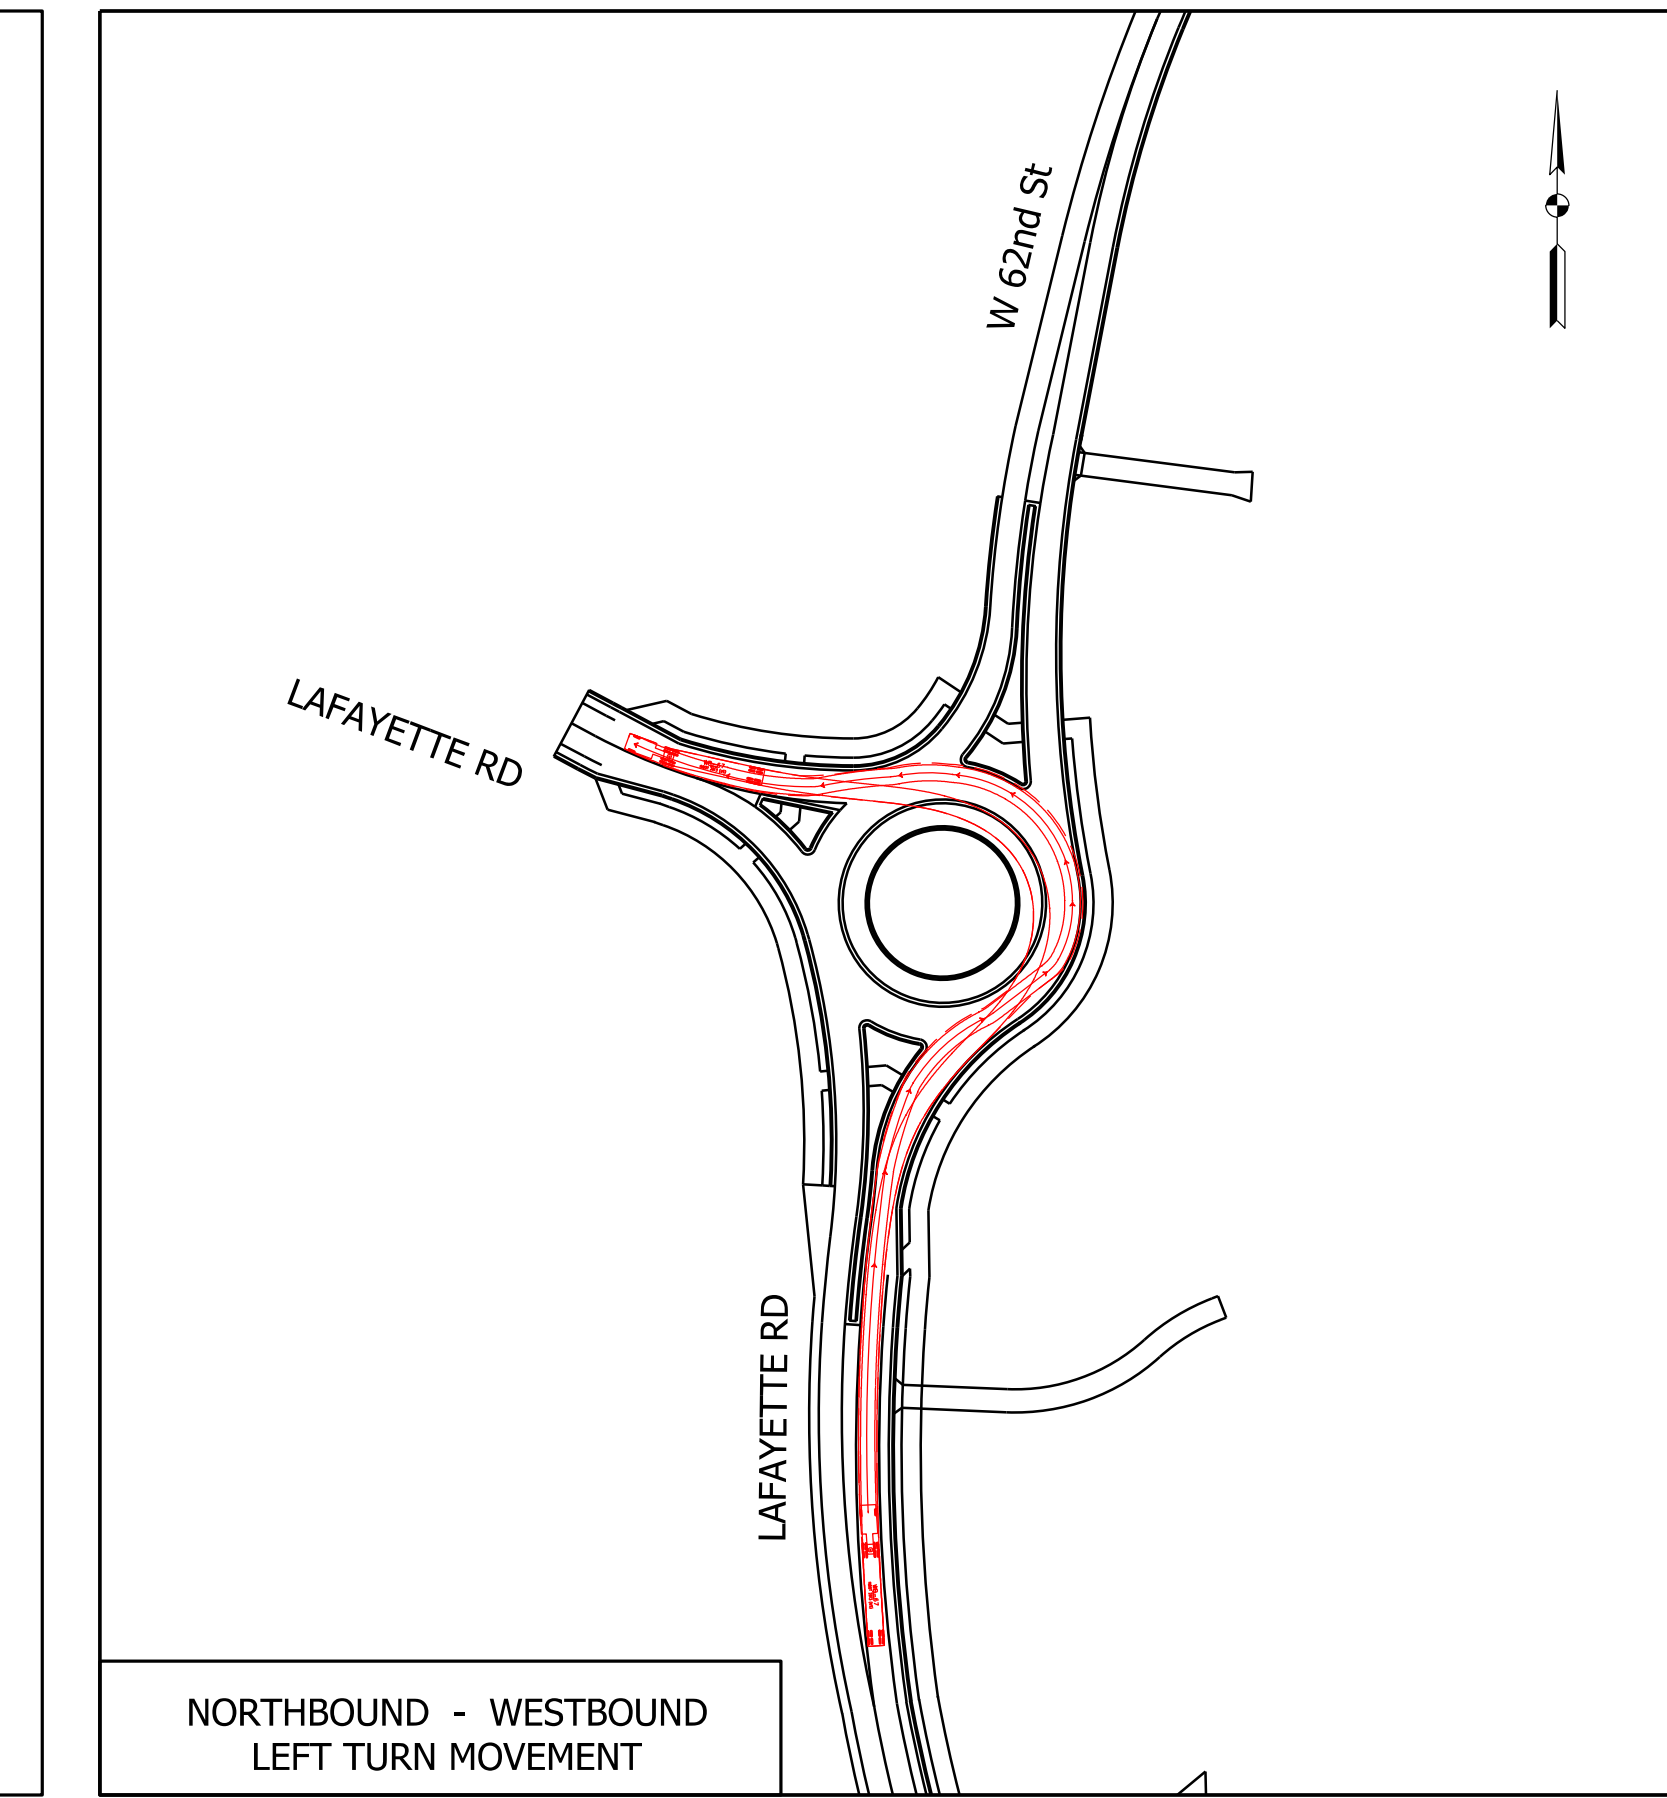 W 62nd St
LAFAYETTE RD
LAFAYETTE RD
NORTHBOUND - WESTBOUND
LEFT TURN MOVEMENT